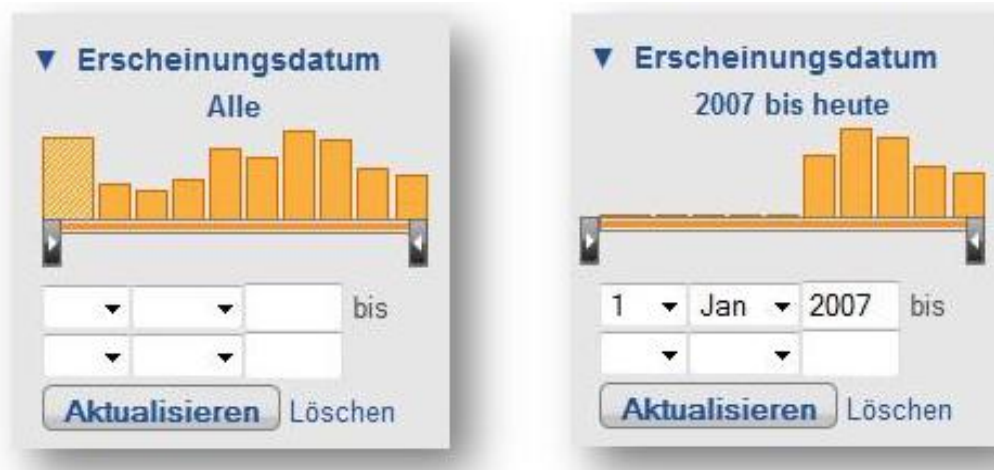 ▼ Erscheinungsdatum
Alle
bis
Aktualisieren Löschen
▼ Erscheinungsdatum
2007 bis heute
1 Jan 2007 bis
Aktualisieren Löschen